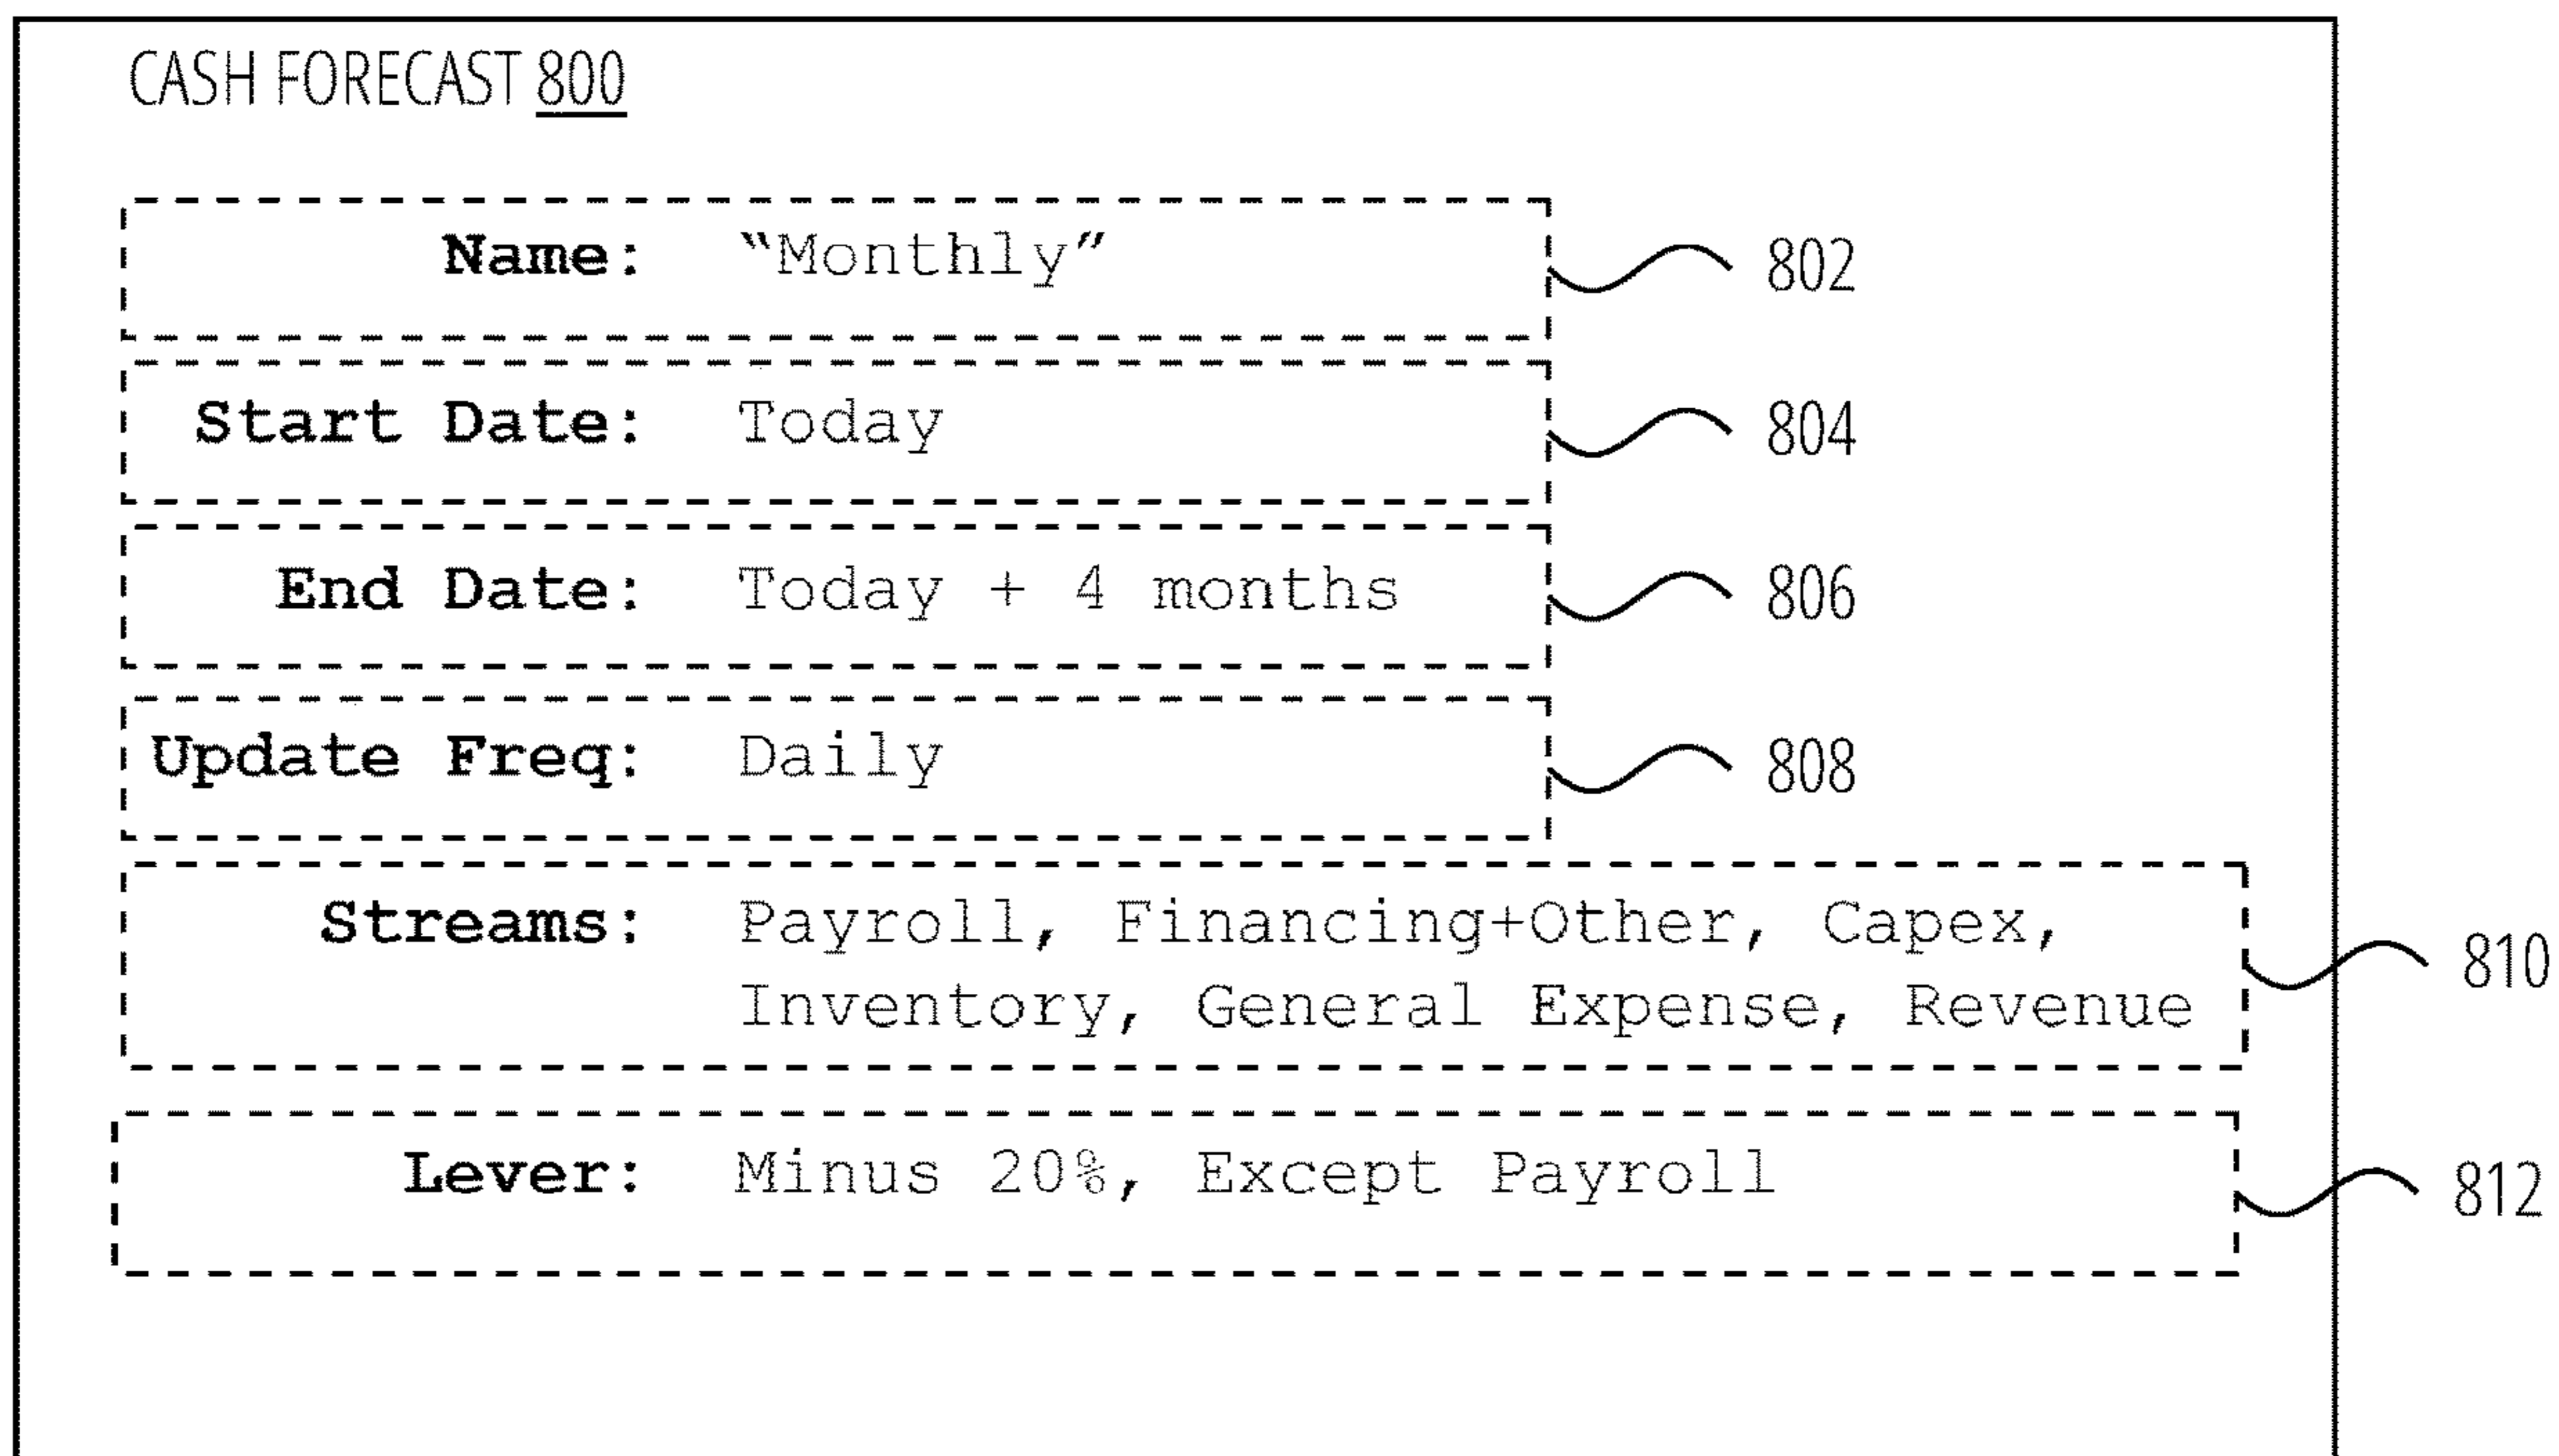 CASH FORECAST 800
Name: “Monthly” 802
Start Date: Today 804
End Date: Today + 4 months 806
Update Freq: Daily 808
Streams: Payroll, Financing+Other, Capex,
Inventory, General Expense, Revenue 810
Lever: Minus 20%, Except Payroll 812